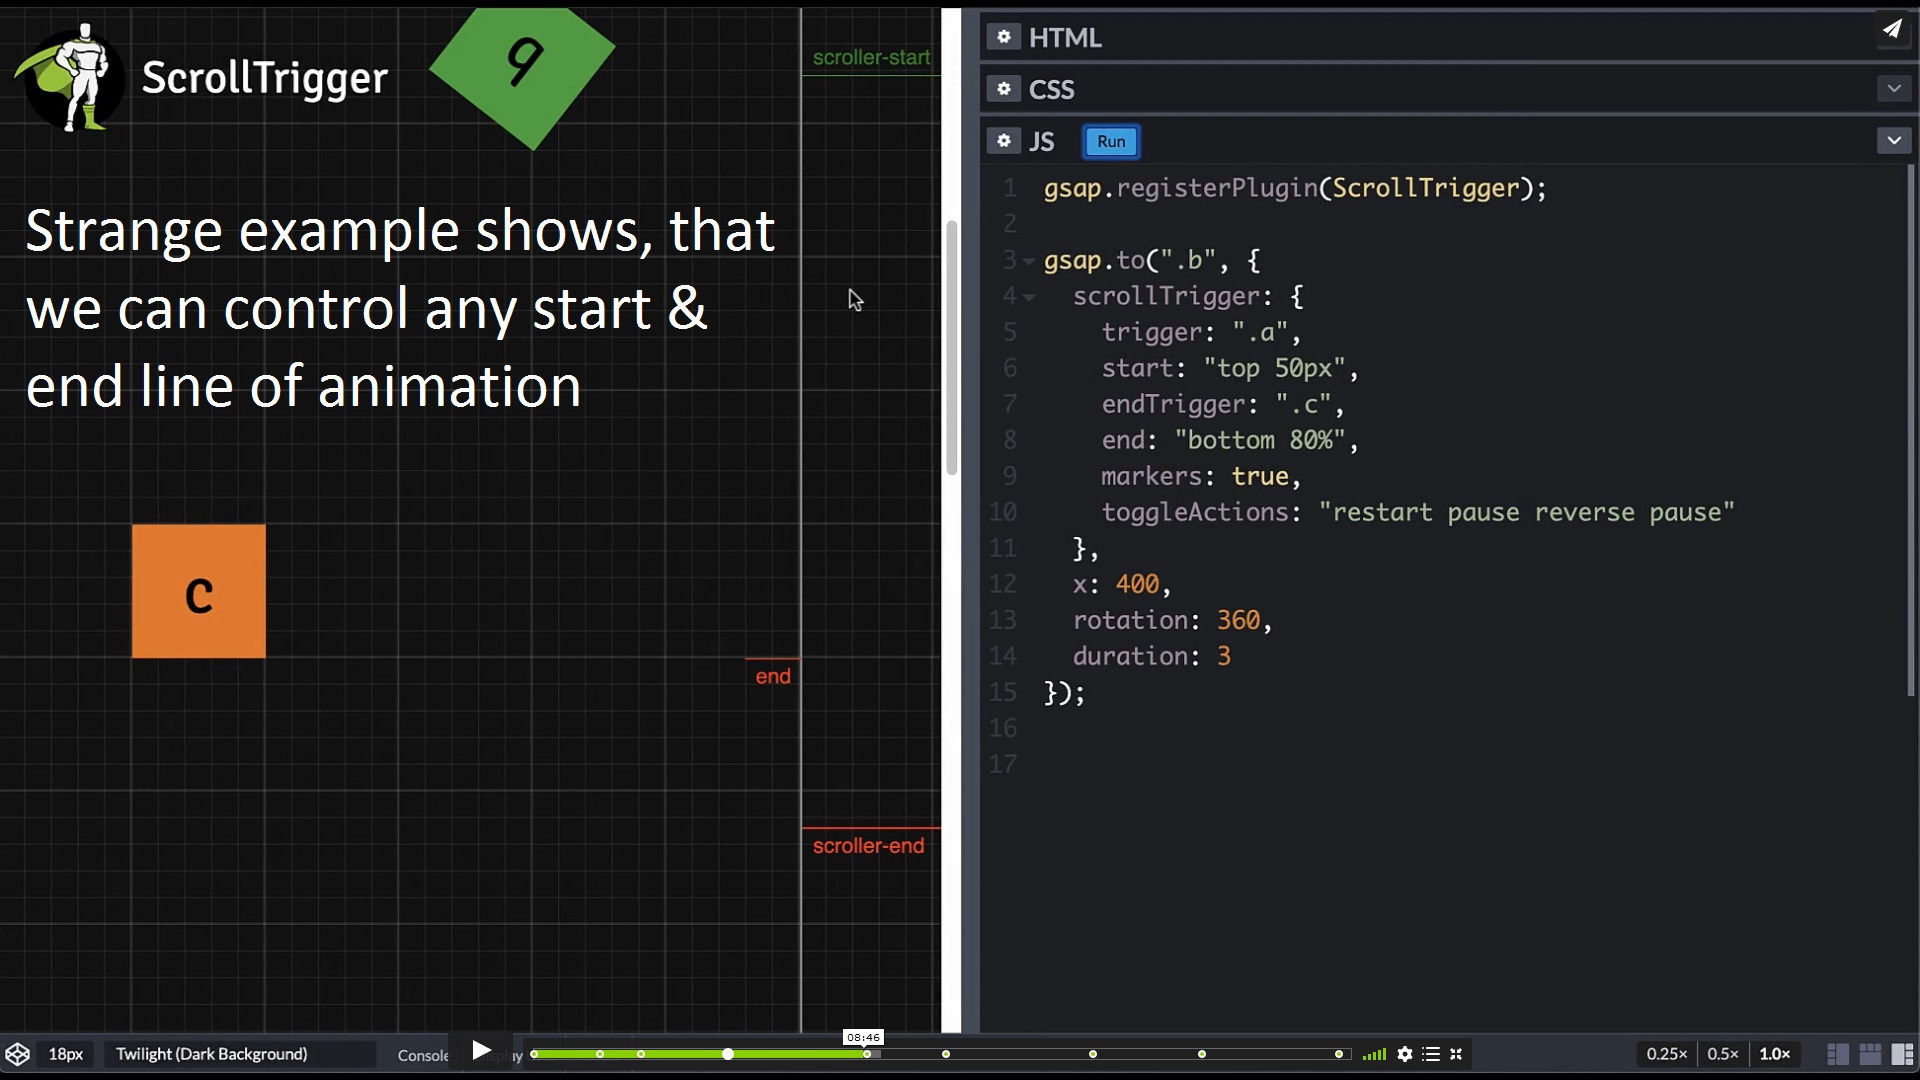 ScrollTrigger
b
scroller-start
Strange example shows, that
we can control any start &
end line of animation
c
end
scroller-end
HTML
CSS
JS Run
1 gsap.registerPlugin(ScrollTrigger);
2
3 gsap.to(".b", {
4 scrollTrigger: {
5 trigger: ".a",
6 start: "top 50px",
7 endTrigger: ".c",
8 end: "bottom 80%",
9 markers: true,
10 toggleActions: "restart pause reverse pause"
11 },
12 x: 400,
13 rotation: 360,
14 duration: 3
15 });
16
17
08:46
18px Twilight (Dark Background) Console 0.25× 0.5× 1.0×